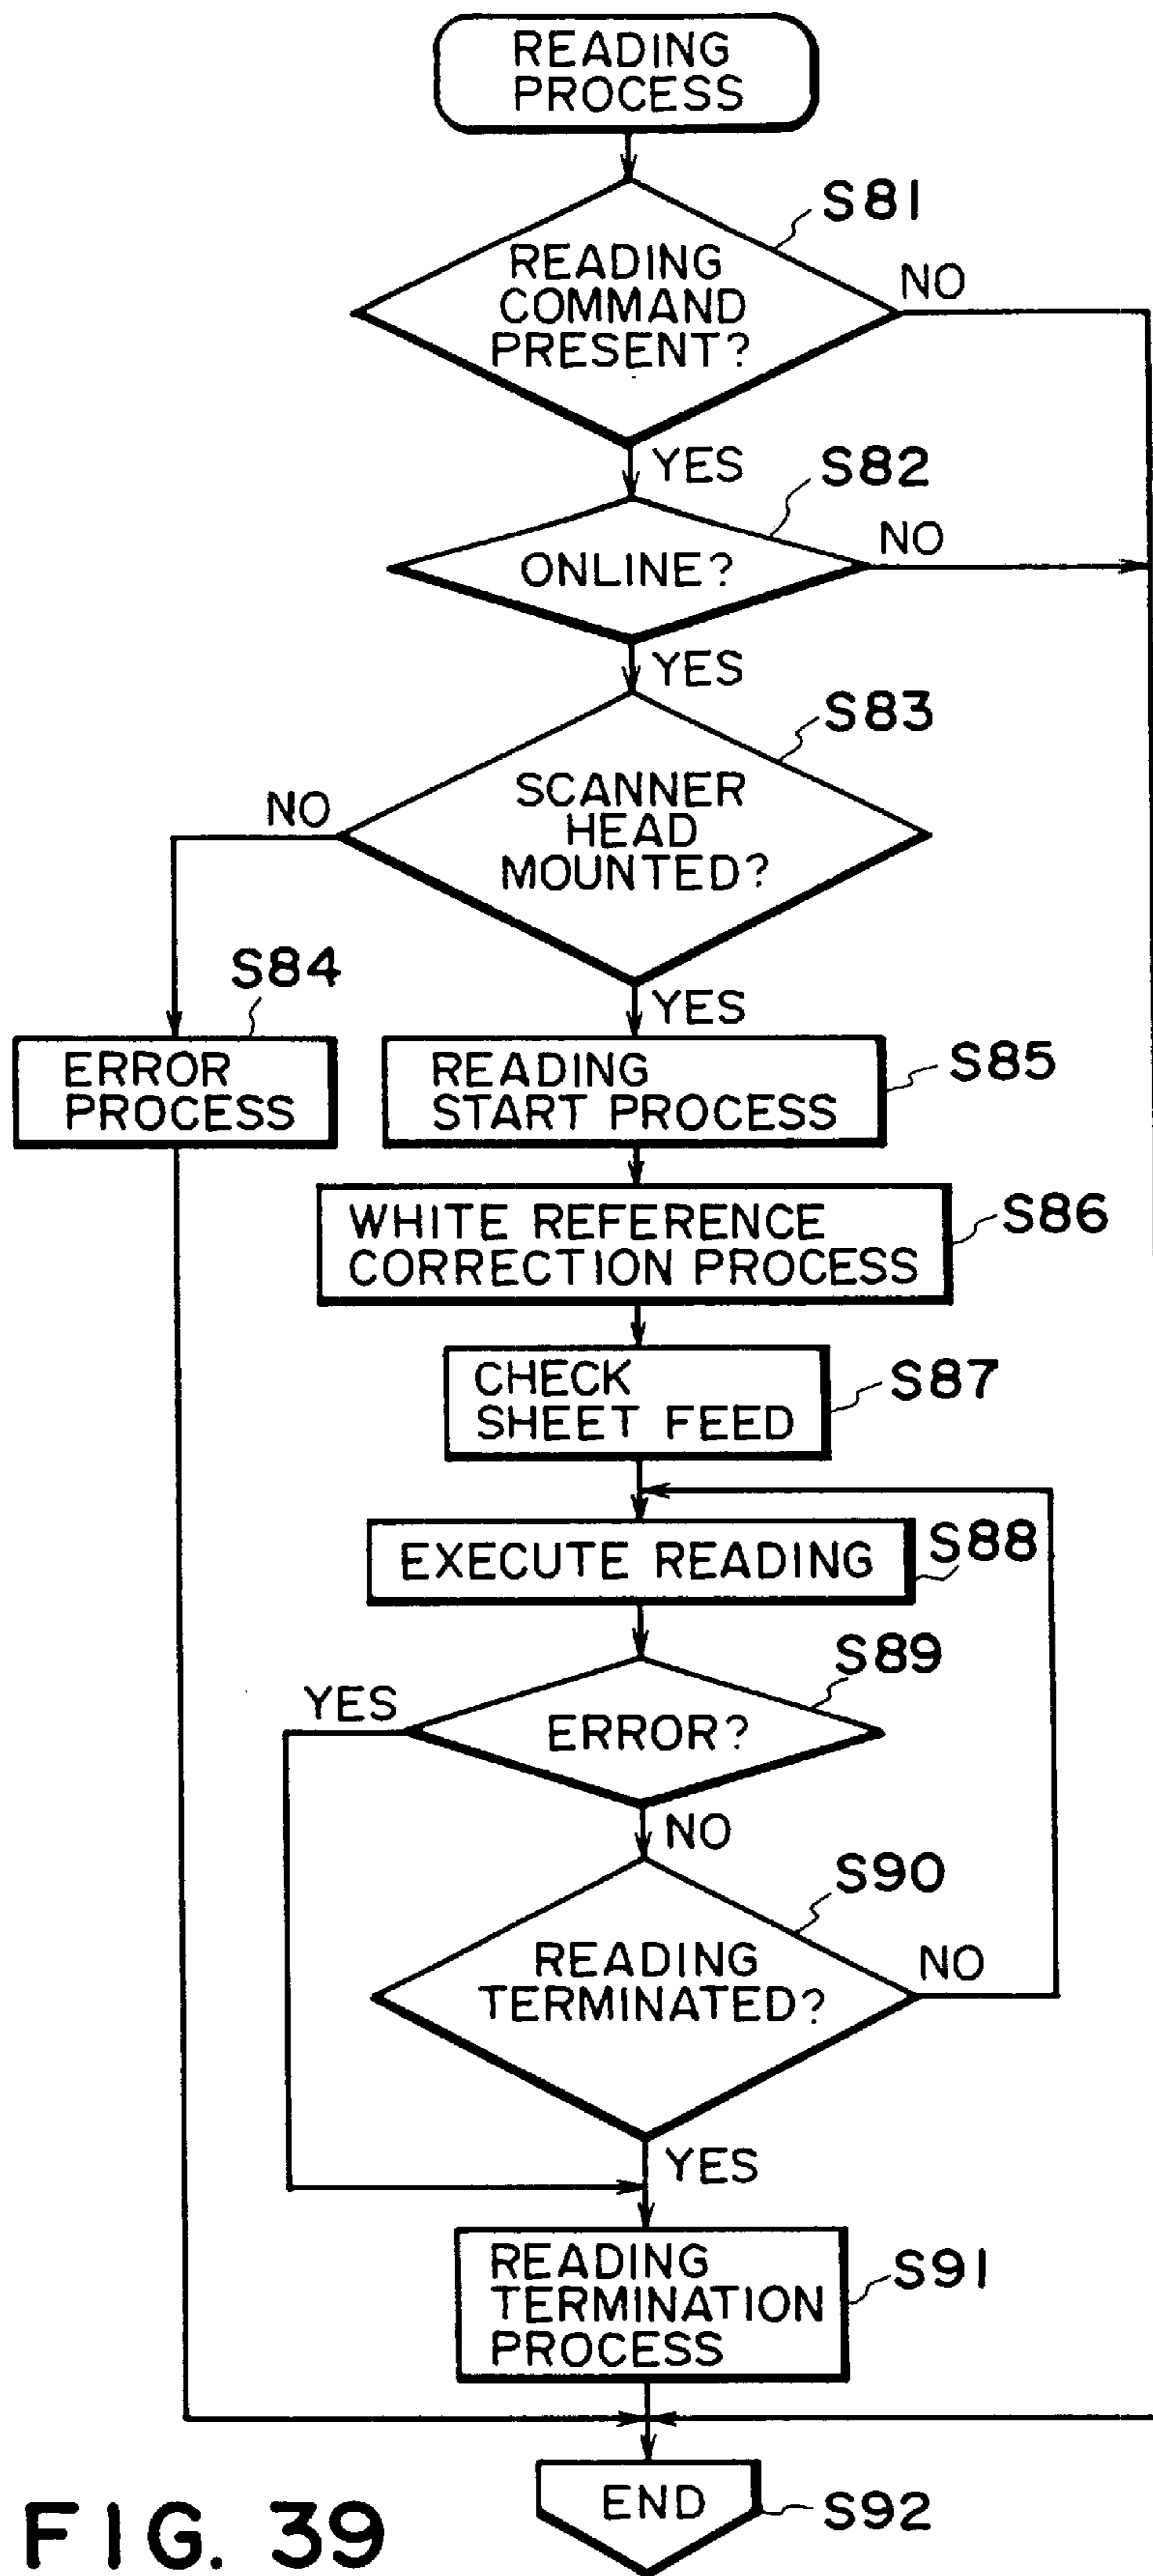 READING
PROCESS
S81
READING
COMMAND
PRESENT?
NO
YES
S82
ONLINE?
NO
YES
S83
SCANNER
HEAD
MOUNTED?
NO
YES
S84
ERROR
PROCESS
READING
START PROCESS
S85
WHITE REFERENCE
CORRECTION PROCESS
S86
CHECK
SHEET FEED
S87
EXECUTE READING
S88
S89
YES
ERROR?
NO
S90
READING
TERMINATED?
NO
YES
READING
TERMINATION
PROCESS
S91
END
S92
FIG. 39